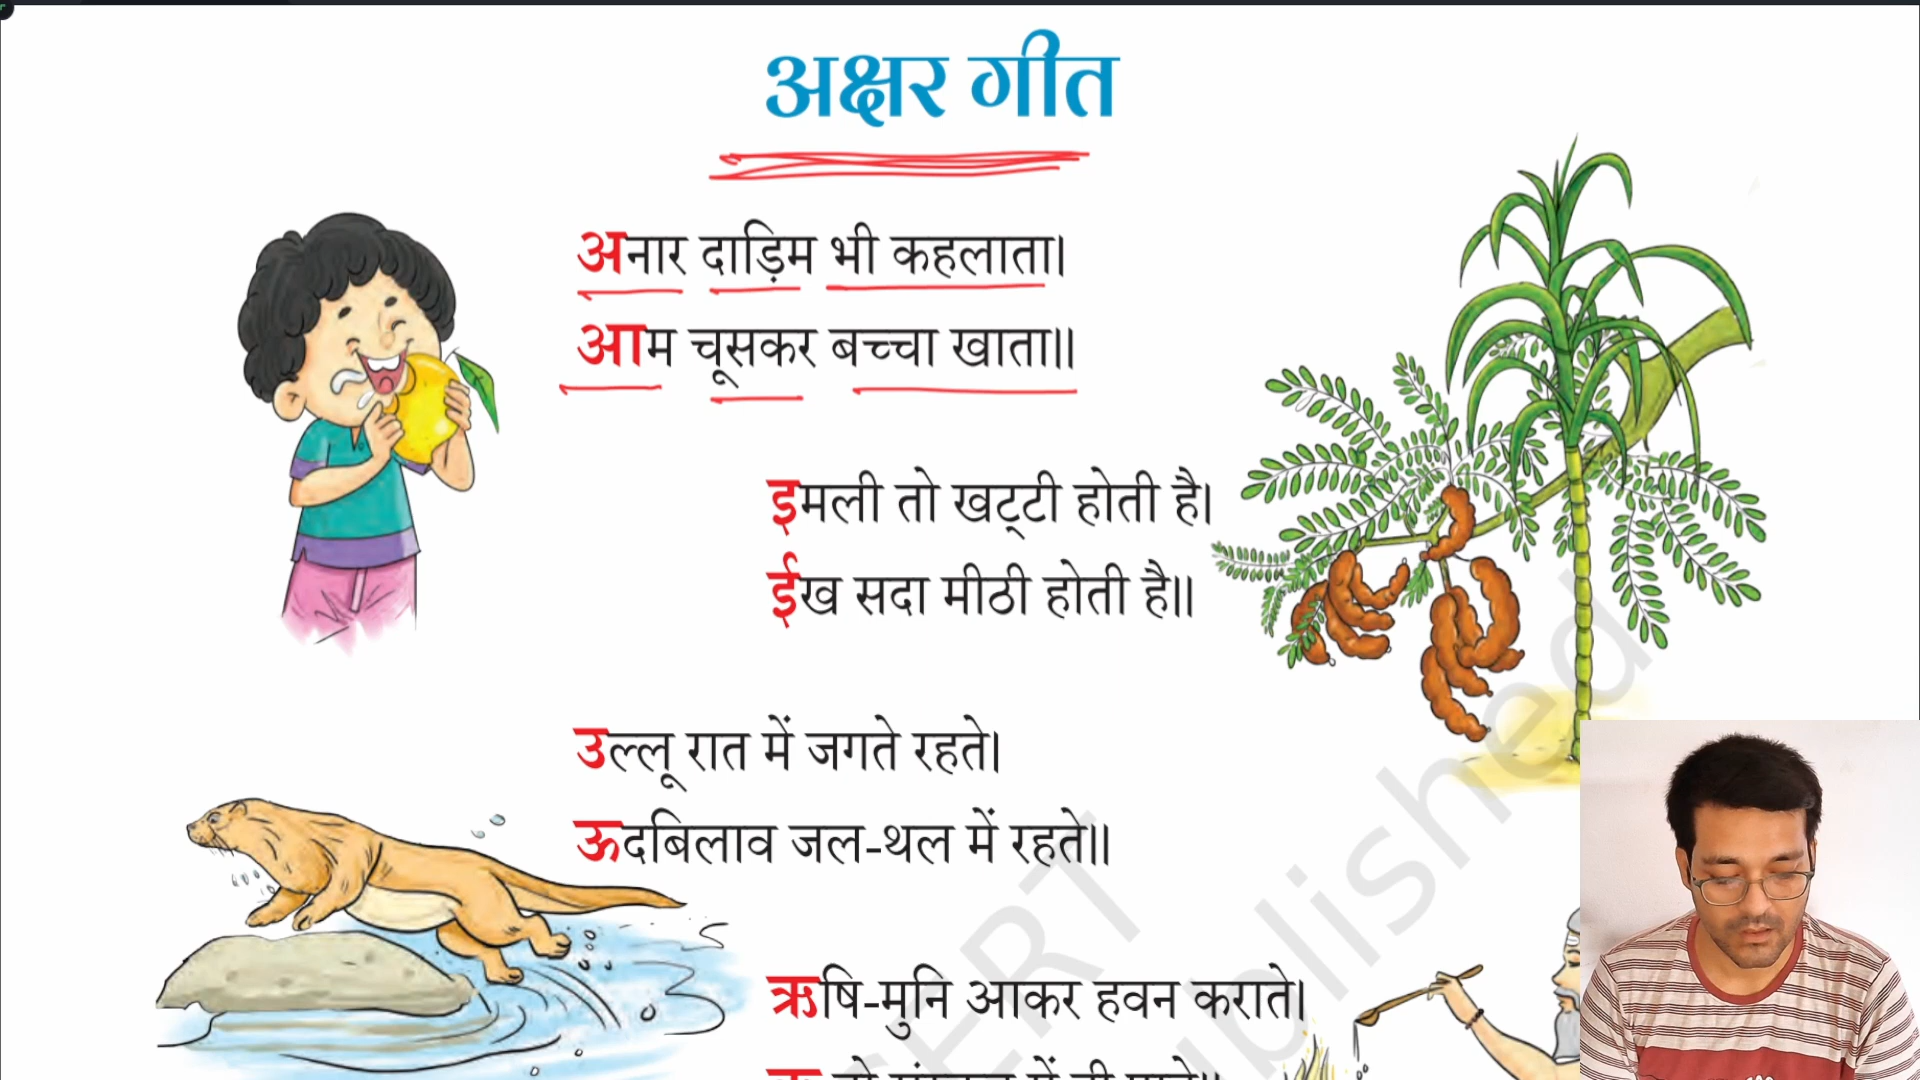 अक्षर गीत
अनार दाड़िम भी कहलाता।
आम चूसकर बच्चा खाता॥
इमली तो खट्‌टी होती है।
ईख सदा मीठी होती है॥
उल्लू रात में जगते रहते।
ऊदबिलाव जल-थल में रहते॥
ऋषि-मुनि आकर हवन कराते।